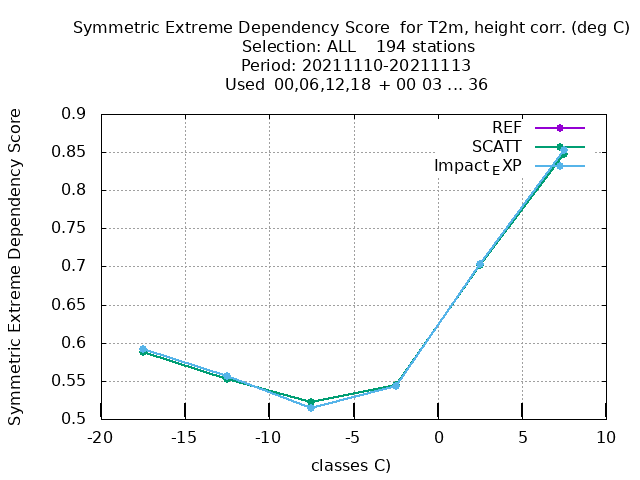 Symmetric Extreme Dependency Score for T2m, height corr. (deg C)
Selection: ALL 194 stations
Period: 20211110-20211113
Used 00,06,12,18 + 00 03 ... 36
Symmetric Extreme Dependency Score
0.9
0.85
0.8
0.75
0.7
0.65
0.6
0.55
0.5
REF
SCATT
Impact_EXP
-20 -15 -10 -5 0 5 10
classes C)